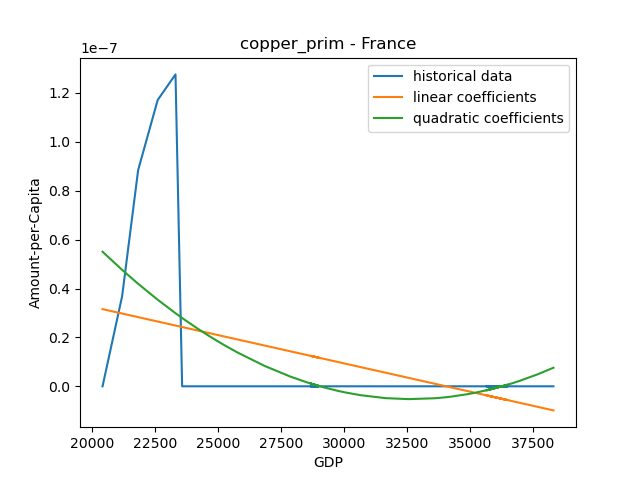 copper_prim - France
1e−7
historical data
linear coefficients
quadratic coefficients
1.2
1.0
0.8
0.6
0.4
0.2
0.0
Amount-per-Capita
20000 22500 25000 27500 30000 32500 35000 37500
GDP